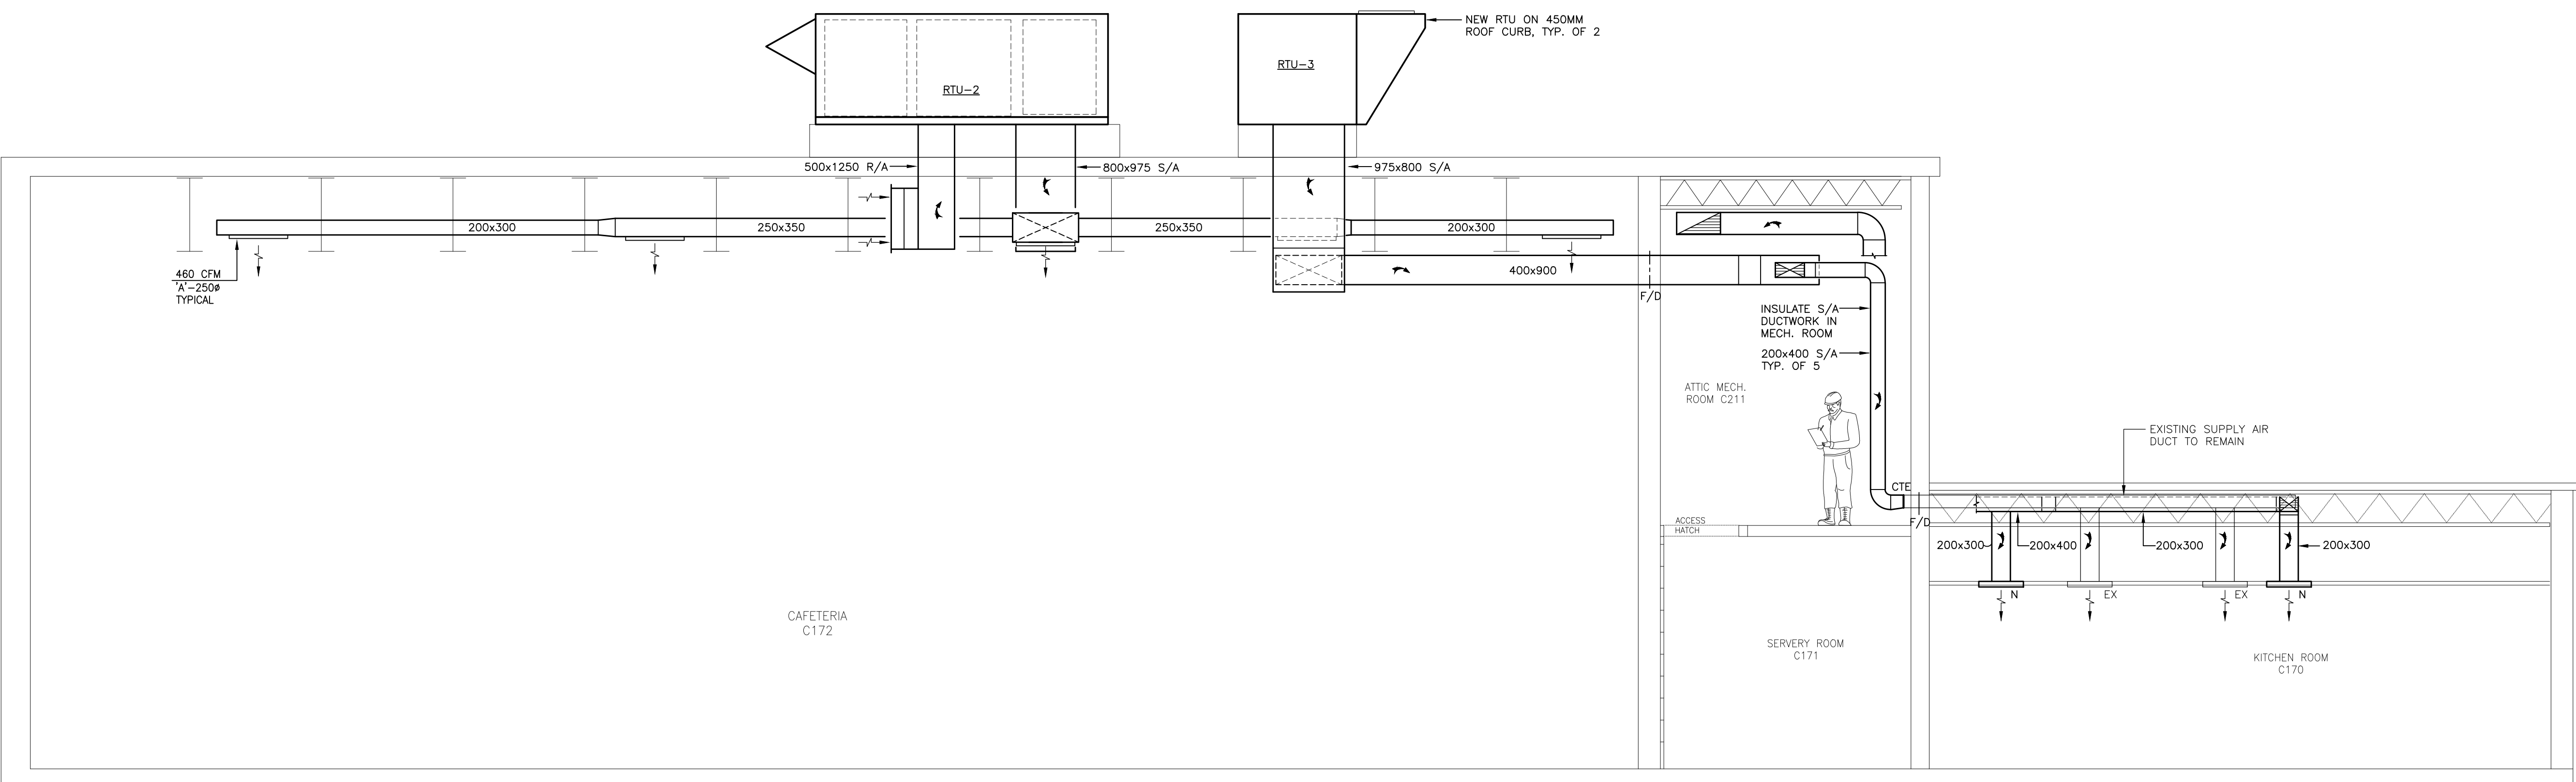 NEW RTU ON 450MM
ROOF CURB, TYP. OF 2
RTU-2
RTU-3
500x1250 R/A
800x975 S/A
975x800 S/A
200x300
250x350
250x350
200x300
460 CFM
'A'-250ø
TYPICAL
400x900
F/D
INSULATE S/A
DUCTWORK IN
MECH. ROOM
200x400 S/A
TYP. OF 5
ATTIC MECH.
ROOM C211
EXISTING SUPPLY AIR
DUCT TO REMAIN
CTE
F/D
ACCESS
HATCH
200x300
200x400
200x300
200x300
N
EX
EX
N
CAFETERIA
C172
SERVERY ROOM
C171
KITCHEN ROOM
C170